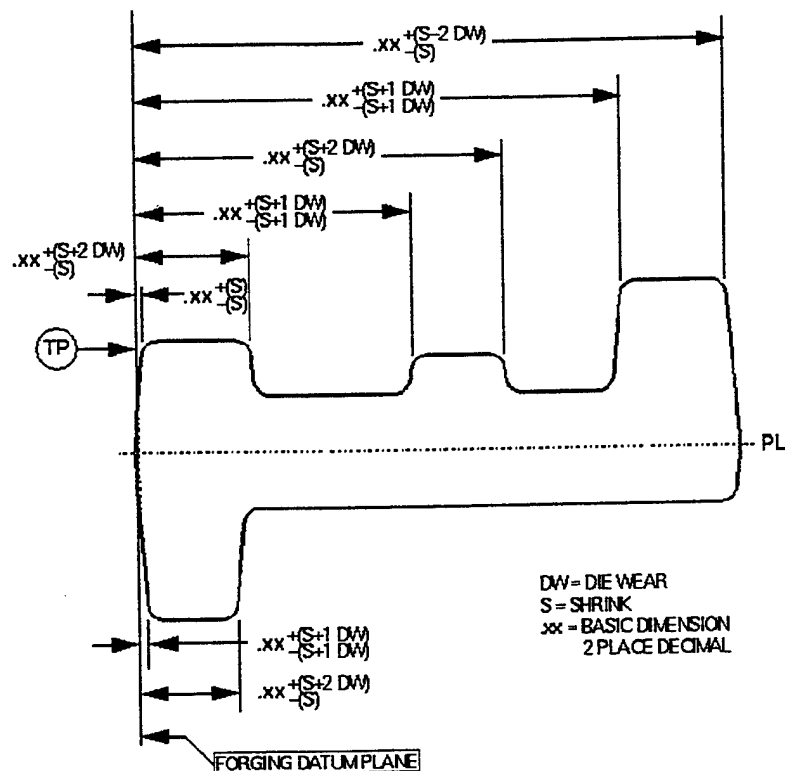 .xx +(S-2 DW)
-(S)
.xx +(S+1 DW)
-(S+1 DW)
.xx +(S+2 DW)
-(S)
.xx +(S+1 DW)
-(S+1 DW)
.xx +(S+2 DW)
-(S)
.xx +(S)
-(S)
TP
PL
DW = DIE WEAR
S = SHRINK
.xx = BASIC DIMENSION
2 PLACE DECIMAL
.xx +(S+1 DW)
-(S+1 DW)
.xx +(S+2 DW)
-(S)
FORGING DATUM PLANE